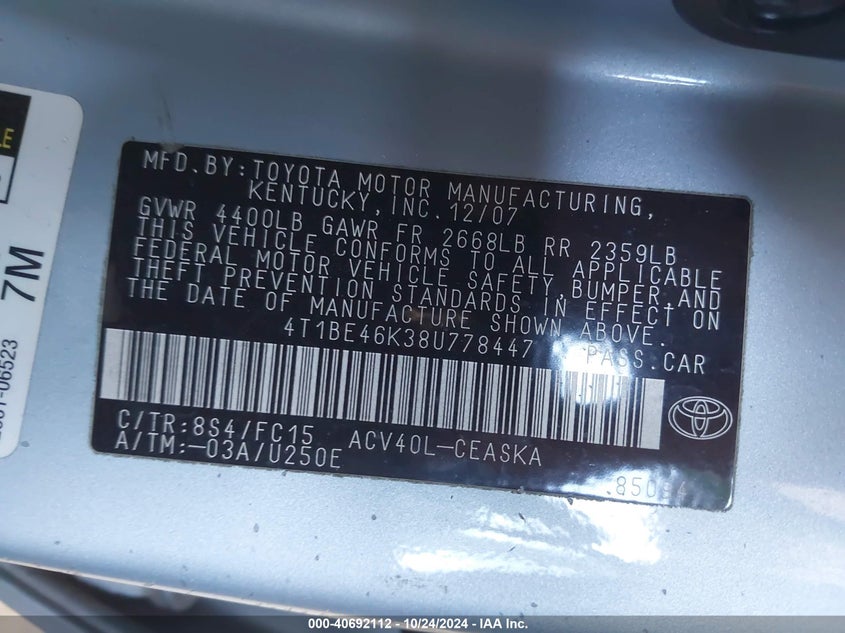 MFD.BY:TOYOTA MOTOR MANUFACTURING,
KENTUCKY,INC.12/07
GVWR 4400LB GAWR FR 2668LB RR 2359LB
THIS VEHICLE CONFORMS TO ALL APPLICABLE
FEDERAL MOTOR VEHICLE SAFETY,BUMPER,AND
THEFT PREVENTION STANDARDS IN EFFECT ON
THE DATE OF MANUFACTURE SHOWN ABOVE.
4T1BE46K38U778447 PASS.CAR
C/TR:8S4/FC15 ACV40L-CEASKA
A/TM:-03A/U250E
7M
000-40692112 - 10/24/2024 - IAA Inc.